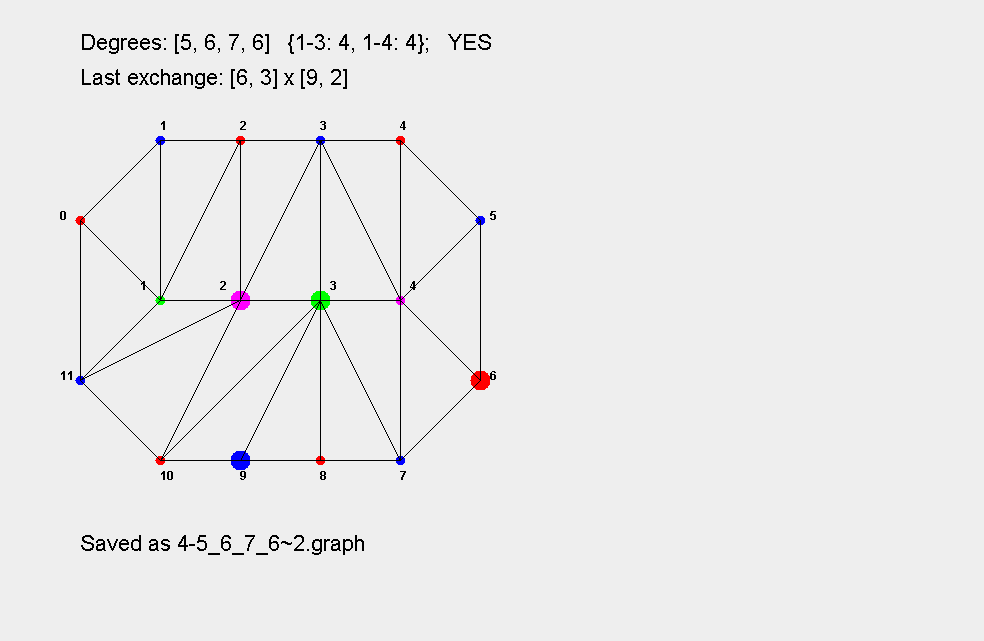 Degrees: [5, 6, 7, 6]   {1-3: 4, 1-4: 4};   YES
Last exchange: [6, 3] x [9, 2]
1 2 3 4
0 5
1 2 3 4
11 6
10 9 8 7
Saved as 4-5_6_7_6~2.graph